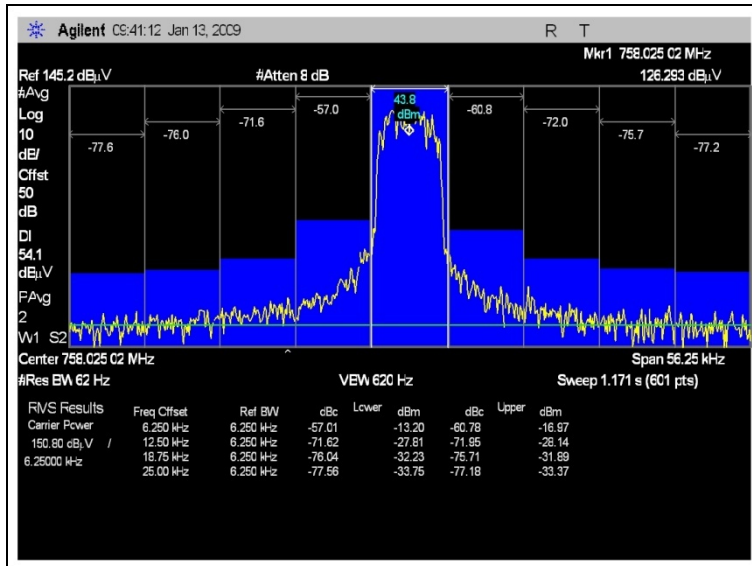 Agilent 09:41:12 Jan 13, 2009 R T
Mkr1 758.025 02 MHz
Ref 145.2 dBµV #Atten 8 dB 126.293 dBµV
#Avg
Log
10
dB/
Offst
50
dB
DI
54.1
dBµV
PAvg
2
W1 S2
-77.6 -76.0 -71.6 -57.0 43.8 dBm -60.8 -72.0 -75.7 -77.2
Center 758.025 02 MHz Span 56.25 kHz
#Res BW 62 Hz VBW 620 Hz Sweep 1.171 s (601 pts)
RMS Results Freq Offset Ref BW dBc Lower dBm dBc Upper dBm
Carrier Power 6.250 kHz 6.250 kHz -57.01 -13.20 -60.78 -16.97
150.80 dBµV / 12.50 kHz 6.250 kHz -71.62 -27.81 -71.95 -28.14
6.25000 kHz 18.75 kHz 6.250 kHz -76.04 -32.23 -75.71 -31.89
25.00 kHz 6.250 kHz -77.56 -33.75 -77.18 -33.37